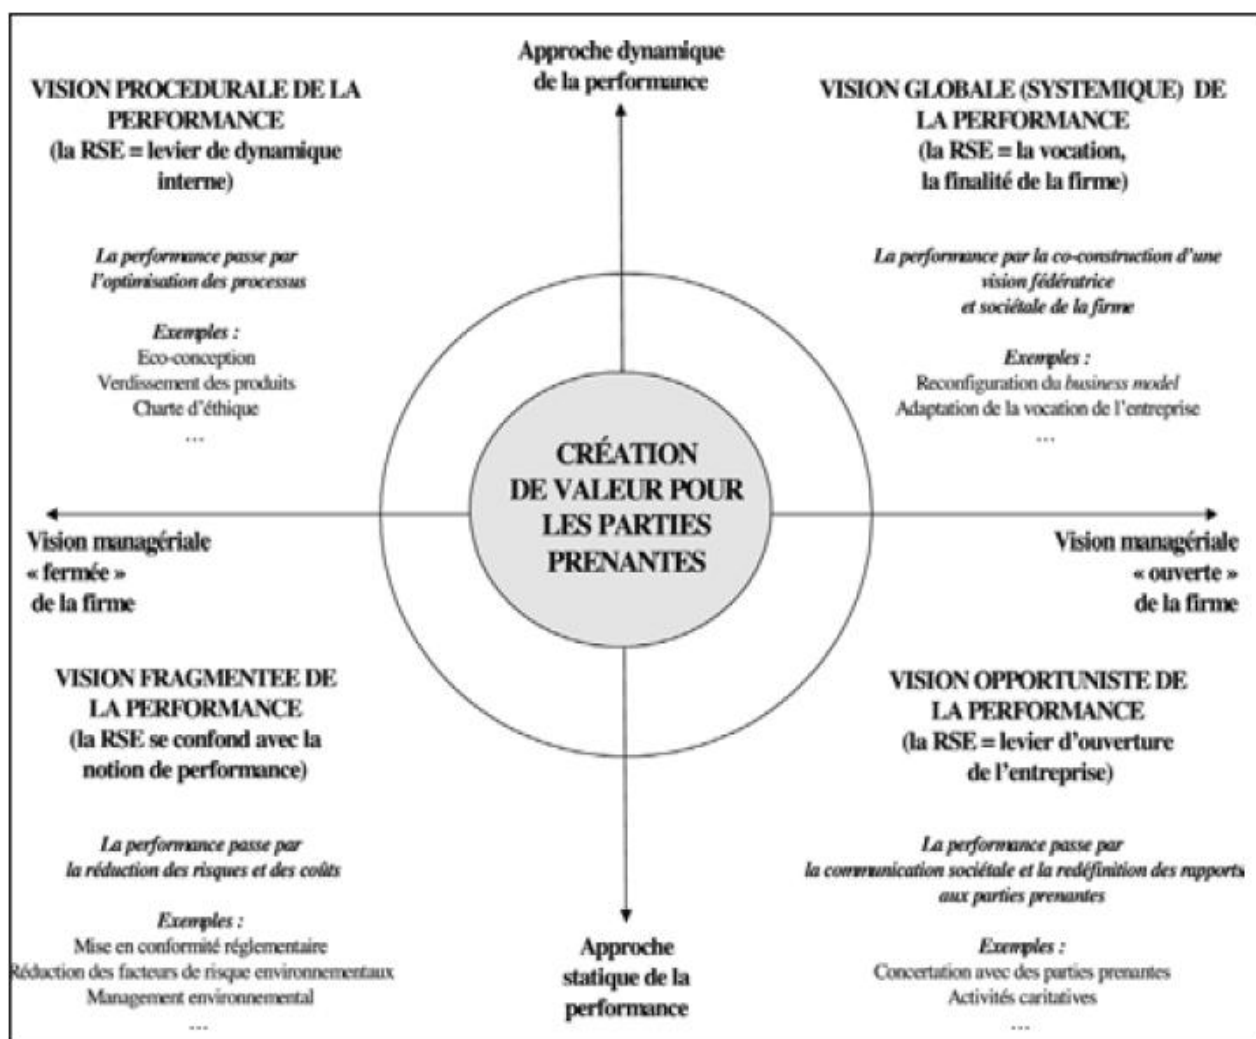 Approche dynamique
de la performance
VISION PROCEDURALE DE LA
PERFORMANCE
(la RSE = levier de dynamique
interne)
La performance passe par
l'optimisation des processus
Exemples :
Eco-conception
Verdissement des produits
Charte d'éthique
...
VISION GLOBALE (SYSTEMIQUE) DE
LA PERFORMANCE
(la RSE = la vocation,
la finalité de la firme)
La performance par la co-construction d'une
vision fédératrice
et sociétale de la firme
Exemples :
Reconfiguration du business model
Adaptation de la vocation de l'entreprise
...
CRÉATION
DE VALEUR POUR
LES PARTIES
PRENANTES
Vision managériale
« fermée »
de la firme
Vision managériale
« ouverte »
de la firme
VISION FRAGMENTEE DE
LA PERFORMANCE
(la RSE se confond avec la
notion de performance)
La performance passe par
la réduction des risques et des coûts
Exemples :
Mise en conformité réglementaire
Réduction des facteurs de risque environnementaux
Management environnemental
...
VISION OPPORTUNISTE DE
LA PERFORMANCE
(la RSE = levier d'ouverture
de l'entreprise)
La performance passe par
la communication sociétale et la redéfinition des rapports
aux parties prenantes
Exemples :
Concertation avec des parties prenantes
Activités caritatives
...
Approche
statique de la
performance